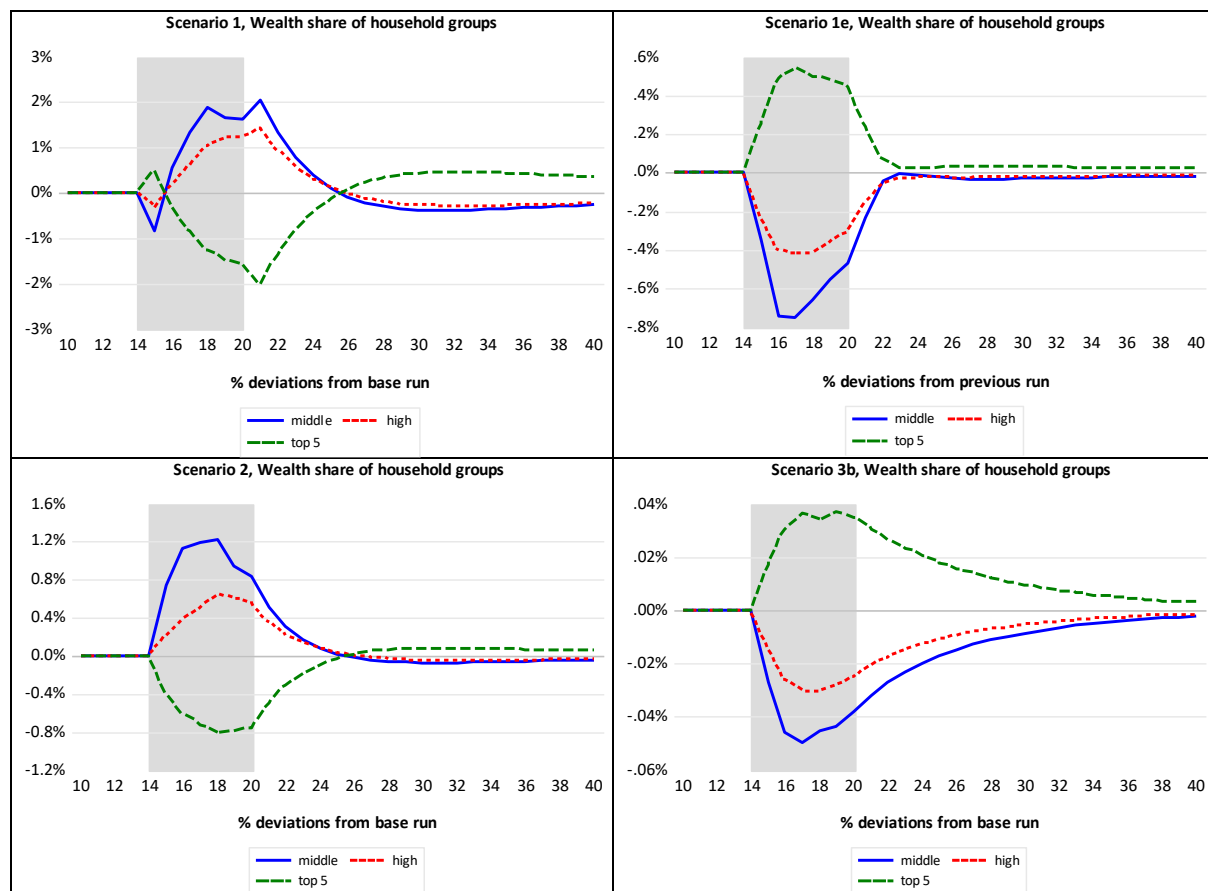 Scenario 1, Wealth share of household groups
3%
2%
1%
0%
-1%
-2%
-3%
10 12 14 16 18 20 22 24 26 28 30 32 34 36 38 40
% deviations from base run
middle high
top 5
Scenario 1e, Wealth share of household groups
.6%
.4%
.2%
.0%
-.2%
-.4%
-.6%
-.8%
10 12 14 16 18 20 22 24 26 28 30 32 34 36 38 40
% deviations from previous run
middle high
top 5
Scenario 2, Wealth share of household groups
1.6%
1.2%
0.8%
0.4%
0.0%
-0.4%
-0.8%
-1.2%
10 12 14 16 18 20 22 24 26 28 30 32 34 36 38 40
% deviations from base run
middle high
top 5
Scenario 3b, Wealth share of household groups
.04%
.02%
.00%
-.02%
-.04%
-.06%
10 12 14 16 18 20 22 24 26 28 30 32 34 36 38 40
% deviations from base run
middle high
top 5